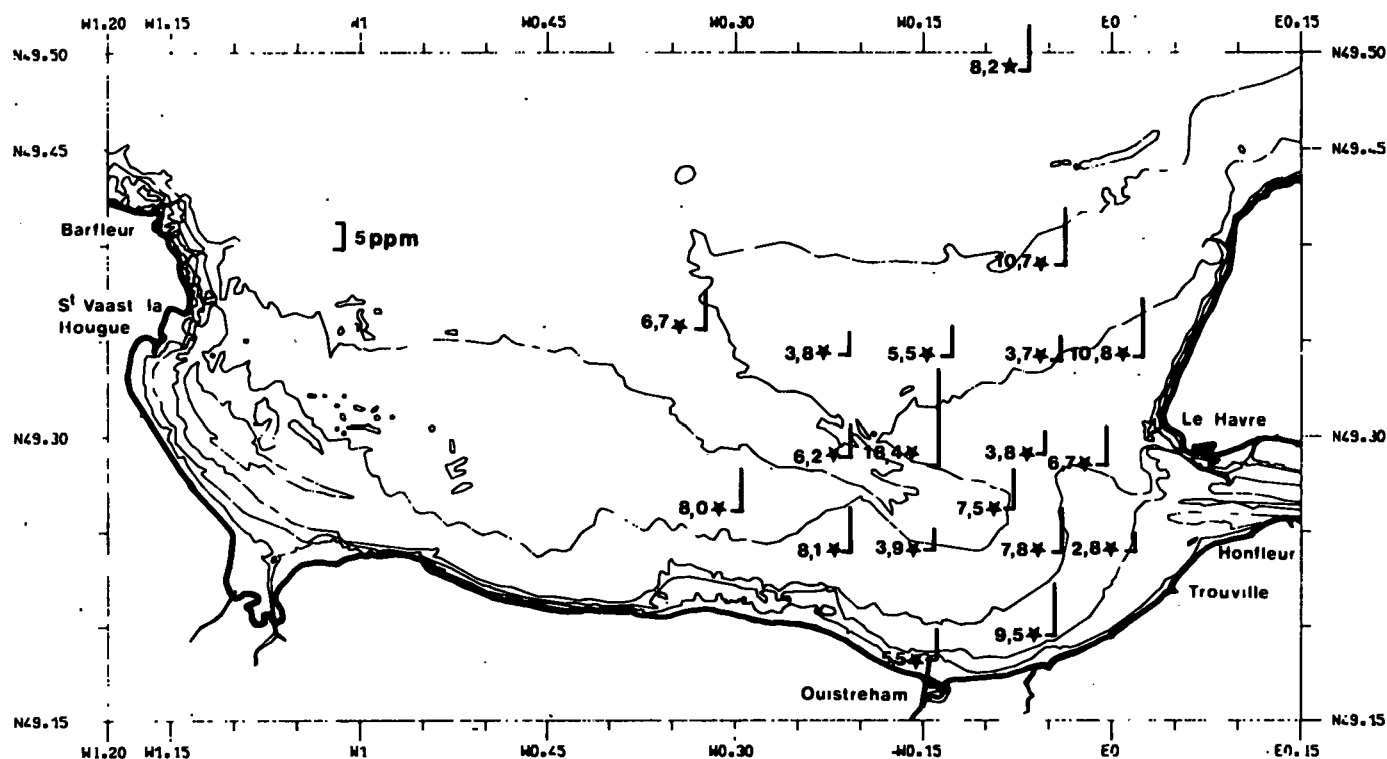 W1.20 W1.15 W1 W0.45 W0.30 W0.15 E0 E0.15
N49.50 N49.50
8,2
N49.45 N49.45
Barfleur
5ppm
10,7
St Vaast la
Hougue
6,7
3,8 5,5 3,7 10,8
Le Havre
N49.30 N49.30
6,2 18,4 3,8 6,7
8,0 7,5
8,1 3,9 7,8 2,8
Honfleur
Trouville
9,5
5,5
Ouistreham
N49.15 N49.15
W1.20 W1.15 W1 W0.45 W0.30 W0.15 E0 E0.15